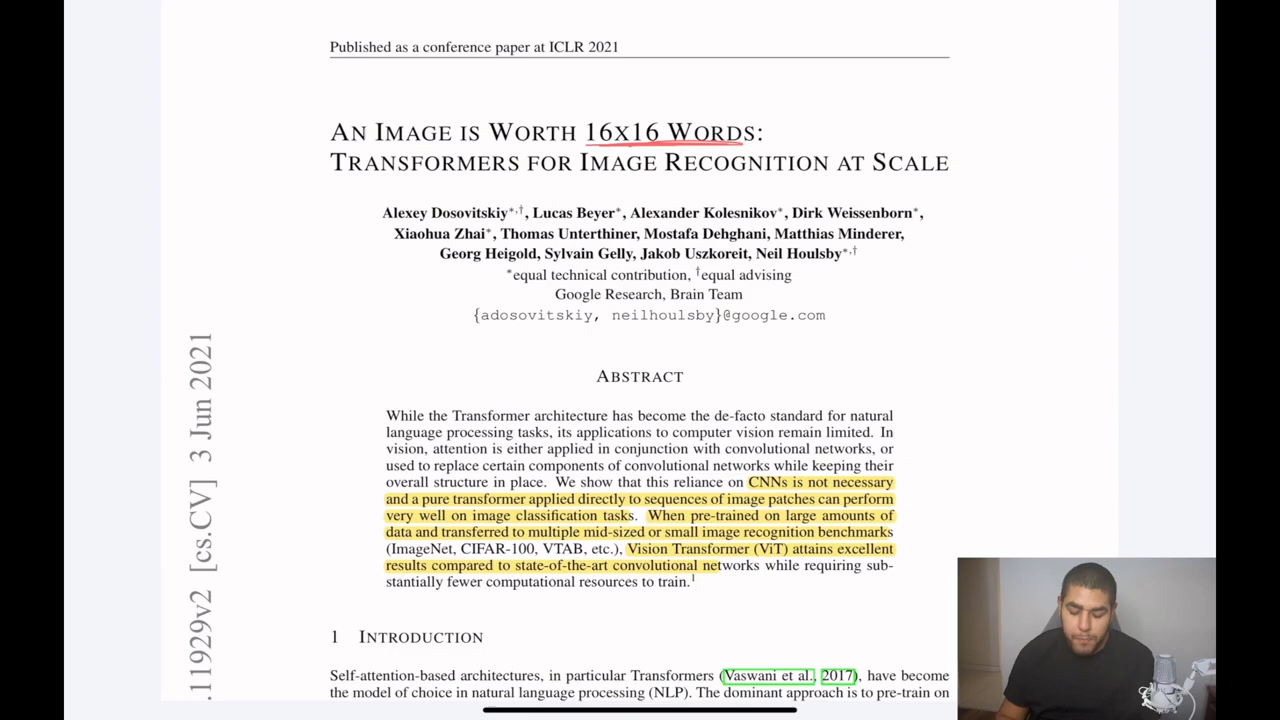 Published as a conference paper at ICLR 2021
AN IMAGE IS WORTH 16X16 WORDS:
TRANSFORMERS FOR IMAGE RECOGNITION AT SCALE
Alexey Dosovitskiy∗,†, Lucas Beyer∗, Alexander Kolesnikov∗, Dirk Weissenborn∗,
Xiaohua Zhai∗, Thomas Unterthiner, Mostafa Dehghani, Matthias Minderer,
Georg Heigold, Sylvain Gelly, Jakob Uszkoreit, Neil Houlsby∗,†
∗equal technical contribution, †equal advising
Google Research, Brain Team
{adosovitskiy, neilhoulsby}@google.com
ABSTRACT
While the Transformer architecture has become the de-facto standard for natural
language processing tasks, its applications to computer vision remain limited. In
vision, attention is either applied in conjunction with convolutional networks, or
used to replace certain components of convolutional networks while keeping their
overall structure in place. We show that this reliance on CNNs is not necessary
and a pure transformer applied directly to sequences of image patches can perform
very well on image classification tasks. When pre-trained on large amounts of
data and transferred to multiple mid-sized or small image recognition benchmarks
(ImageNet, CIFAR-100, VTAB, etc.), Vision Transformer (ViT) attains excellent
results compared to state-of-the-art convolutional networks while requiring sub-
stantially fewer computational resources to train.1
1 INTRODUCTION
Self-attention-based architectures, in particular Transformers (Vaswani et al., 2017), have become
the model of choice in natural language processing (NLP). The dominant approach is to pre-train on
.11929v2 [cs.CV] 3 Jun 2021